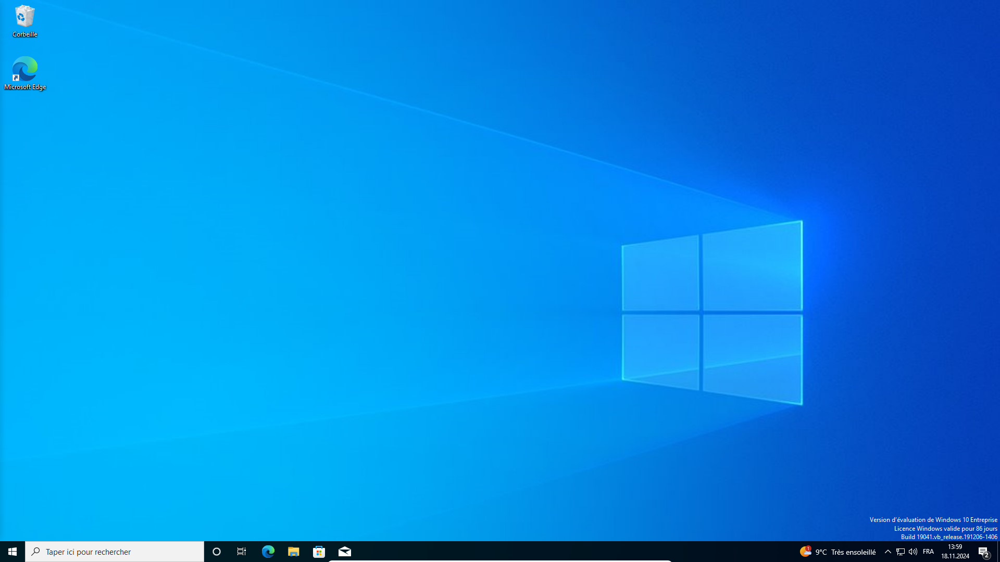 Corbeille
Microsoft Edge
Version d'évaluation de Windows 10 Entreprise
Licence Windows valide pour 86 jours
Build 19041.vb_release.191206-1406
Taper ici pour rechercher
1
9°C Très ensoleillé
FRA
13:59
18.11.2024
2